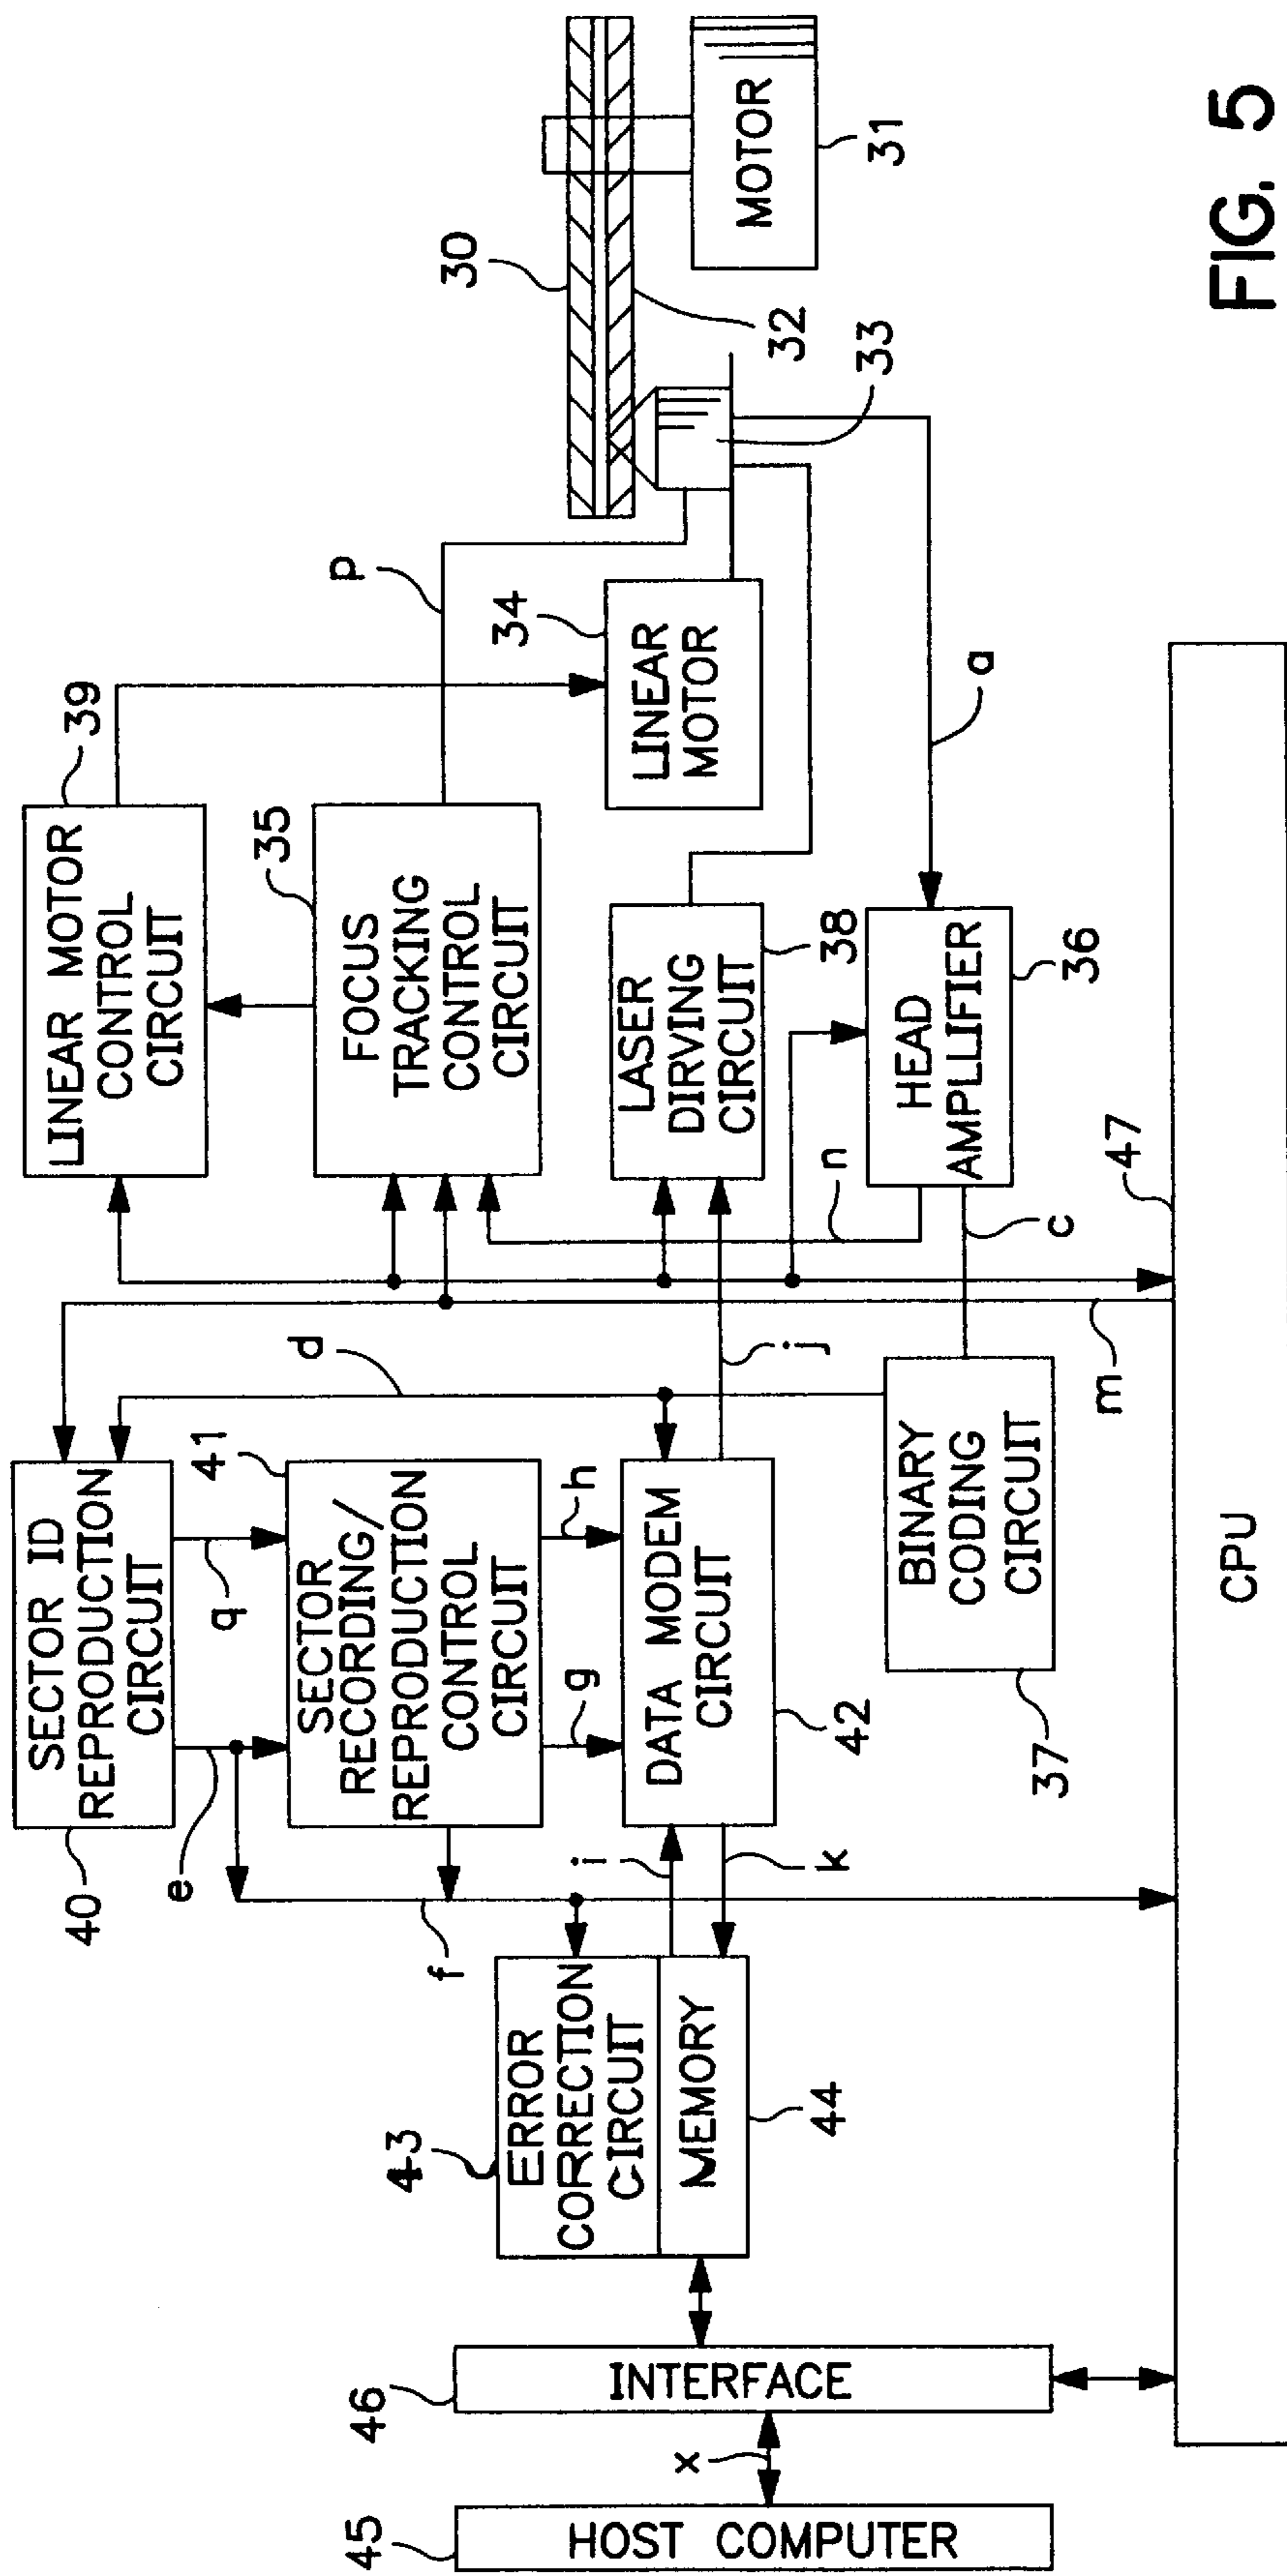 FIG. 5
45
HOST COMPUTER
x
46
INTERFACE
43
ERROR
CORRECTION
CIRCUIT
MEMORY
44
40
SECTOR ID
REPRODUCTION
CIRCUIT
e
q
f
41
SECTOR
RECORDING/
REPRODUCTION
CONTROL
CIRCUIT
g
h
i
k
DATA MODEM
CIRCUIT
42
d
j
37
BINARY
CODING
CIRCUIT
m
c
n
39
LINEAR MOTOR
CONTROL
CIRCUIT
35
FOCUS
TRACKING
CONTROL
CIRCUIT
p
LASER
DIRVING
CIRCUIT
38
HEAD
AMPLLIFIER
36
a
34
LINEAR
MOTOR
30
32
33
MOTOR
31
47
CPU